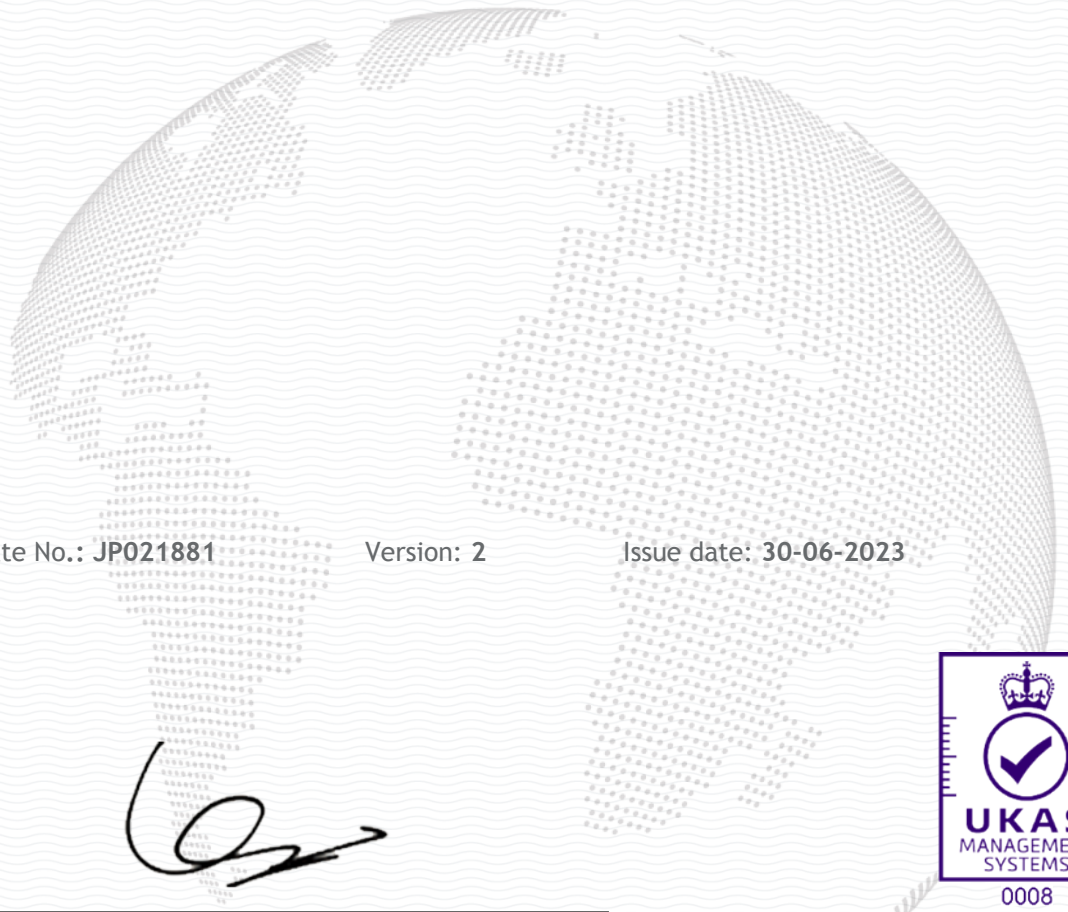 te No.: JP021881 Version: 2 Issue date: 30-06-2023
UKAS
MANAGEME
SYSTEMS
0008